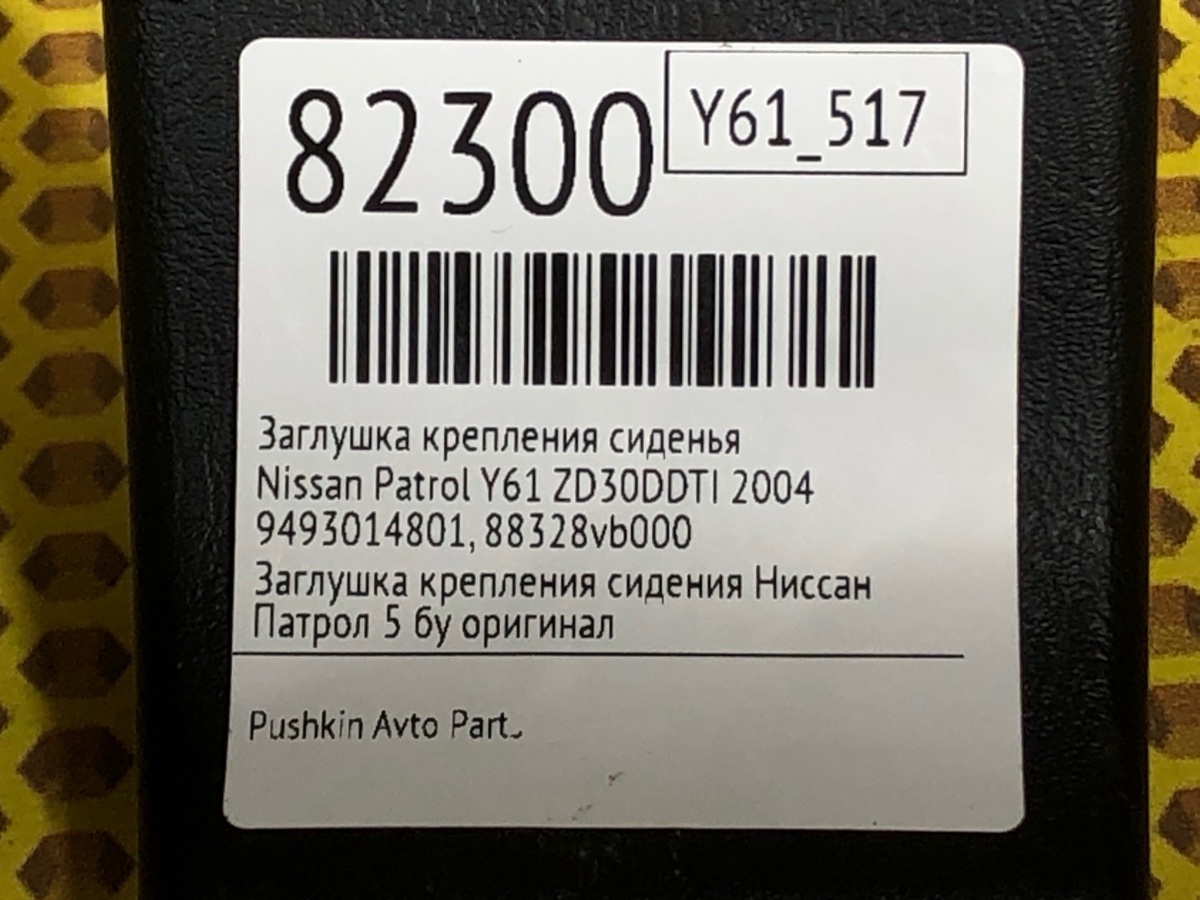 82300
Y61_517
Заглушка крепления сиденья
Nissan Patrol Y61 ZD30DDTI 2004
9493014801, 88328vb000
Заглушка крепления сидения Ниссан
Патрол 5 бу оригинал
Pushkin Avto Part